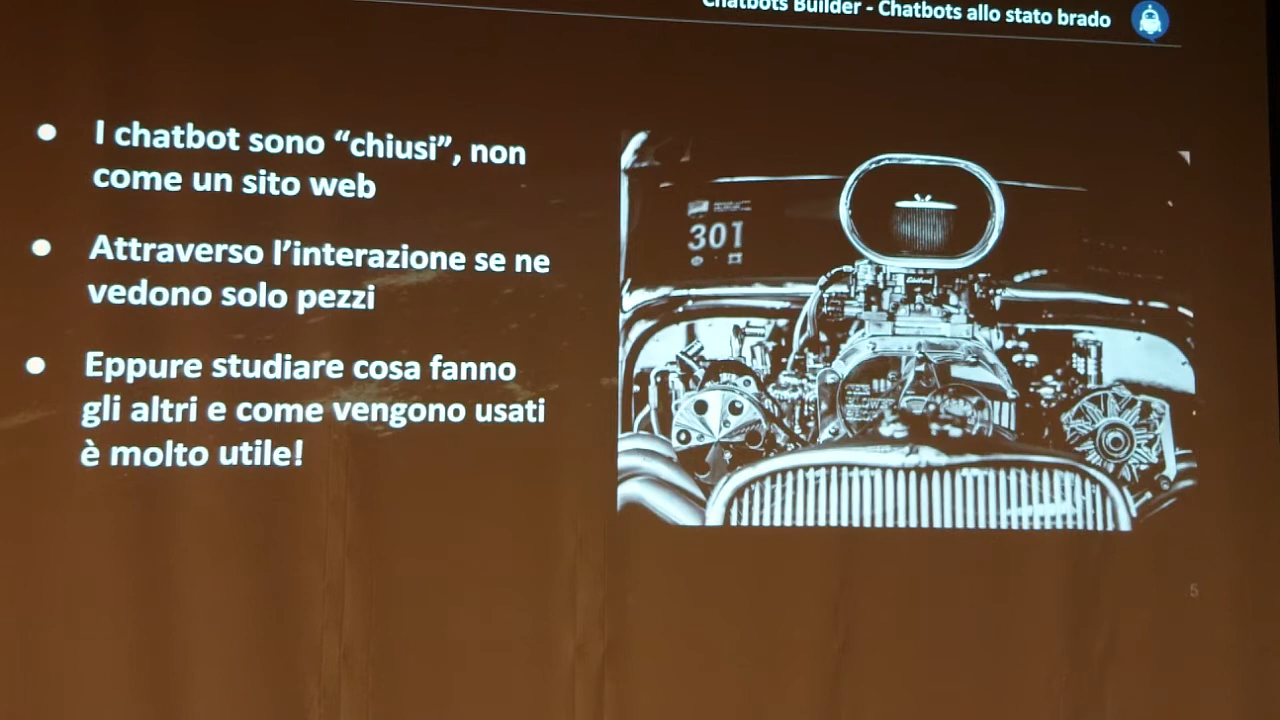 Chatbots Builder - Chatbots allo stato brado
● I chatbot sono “chiusi”, non
come un sito web
● Attraverso l’interazione se ne
vedono solo pezzi
● Eppure studiare cosa fanno
gli altri e come vengono usati
è molto utile!
301
5